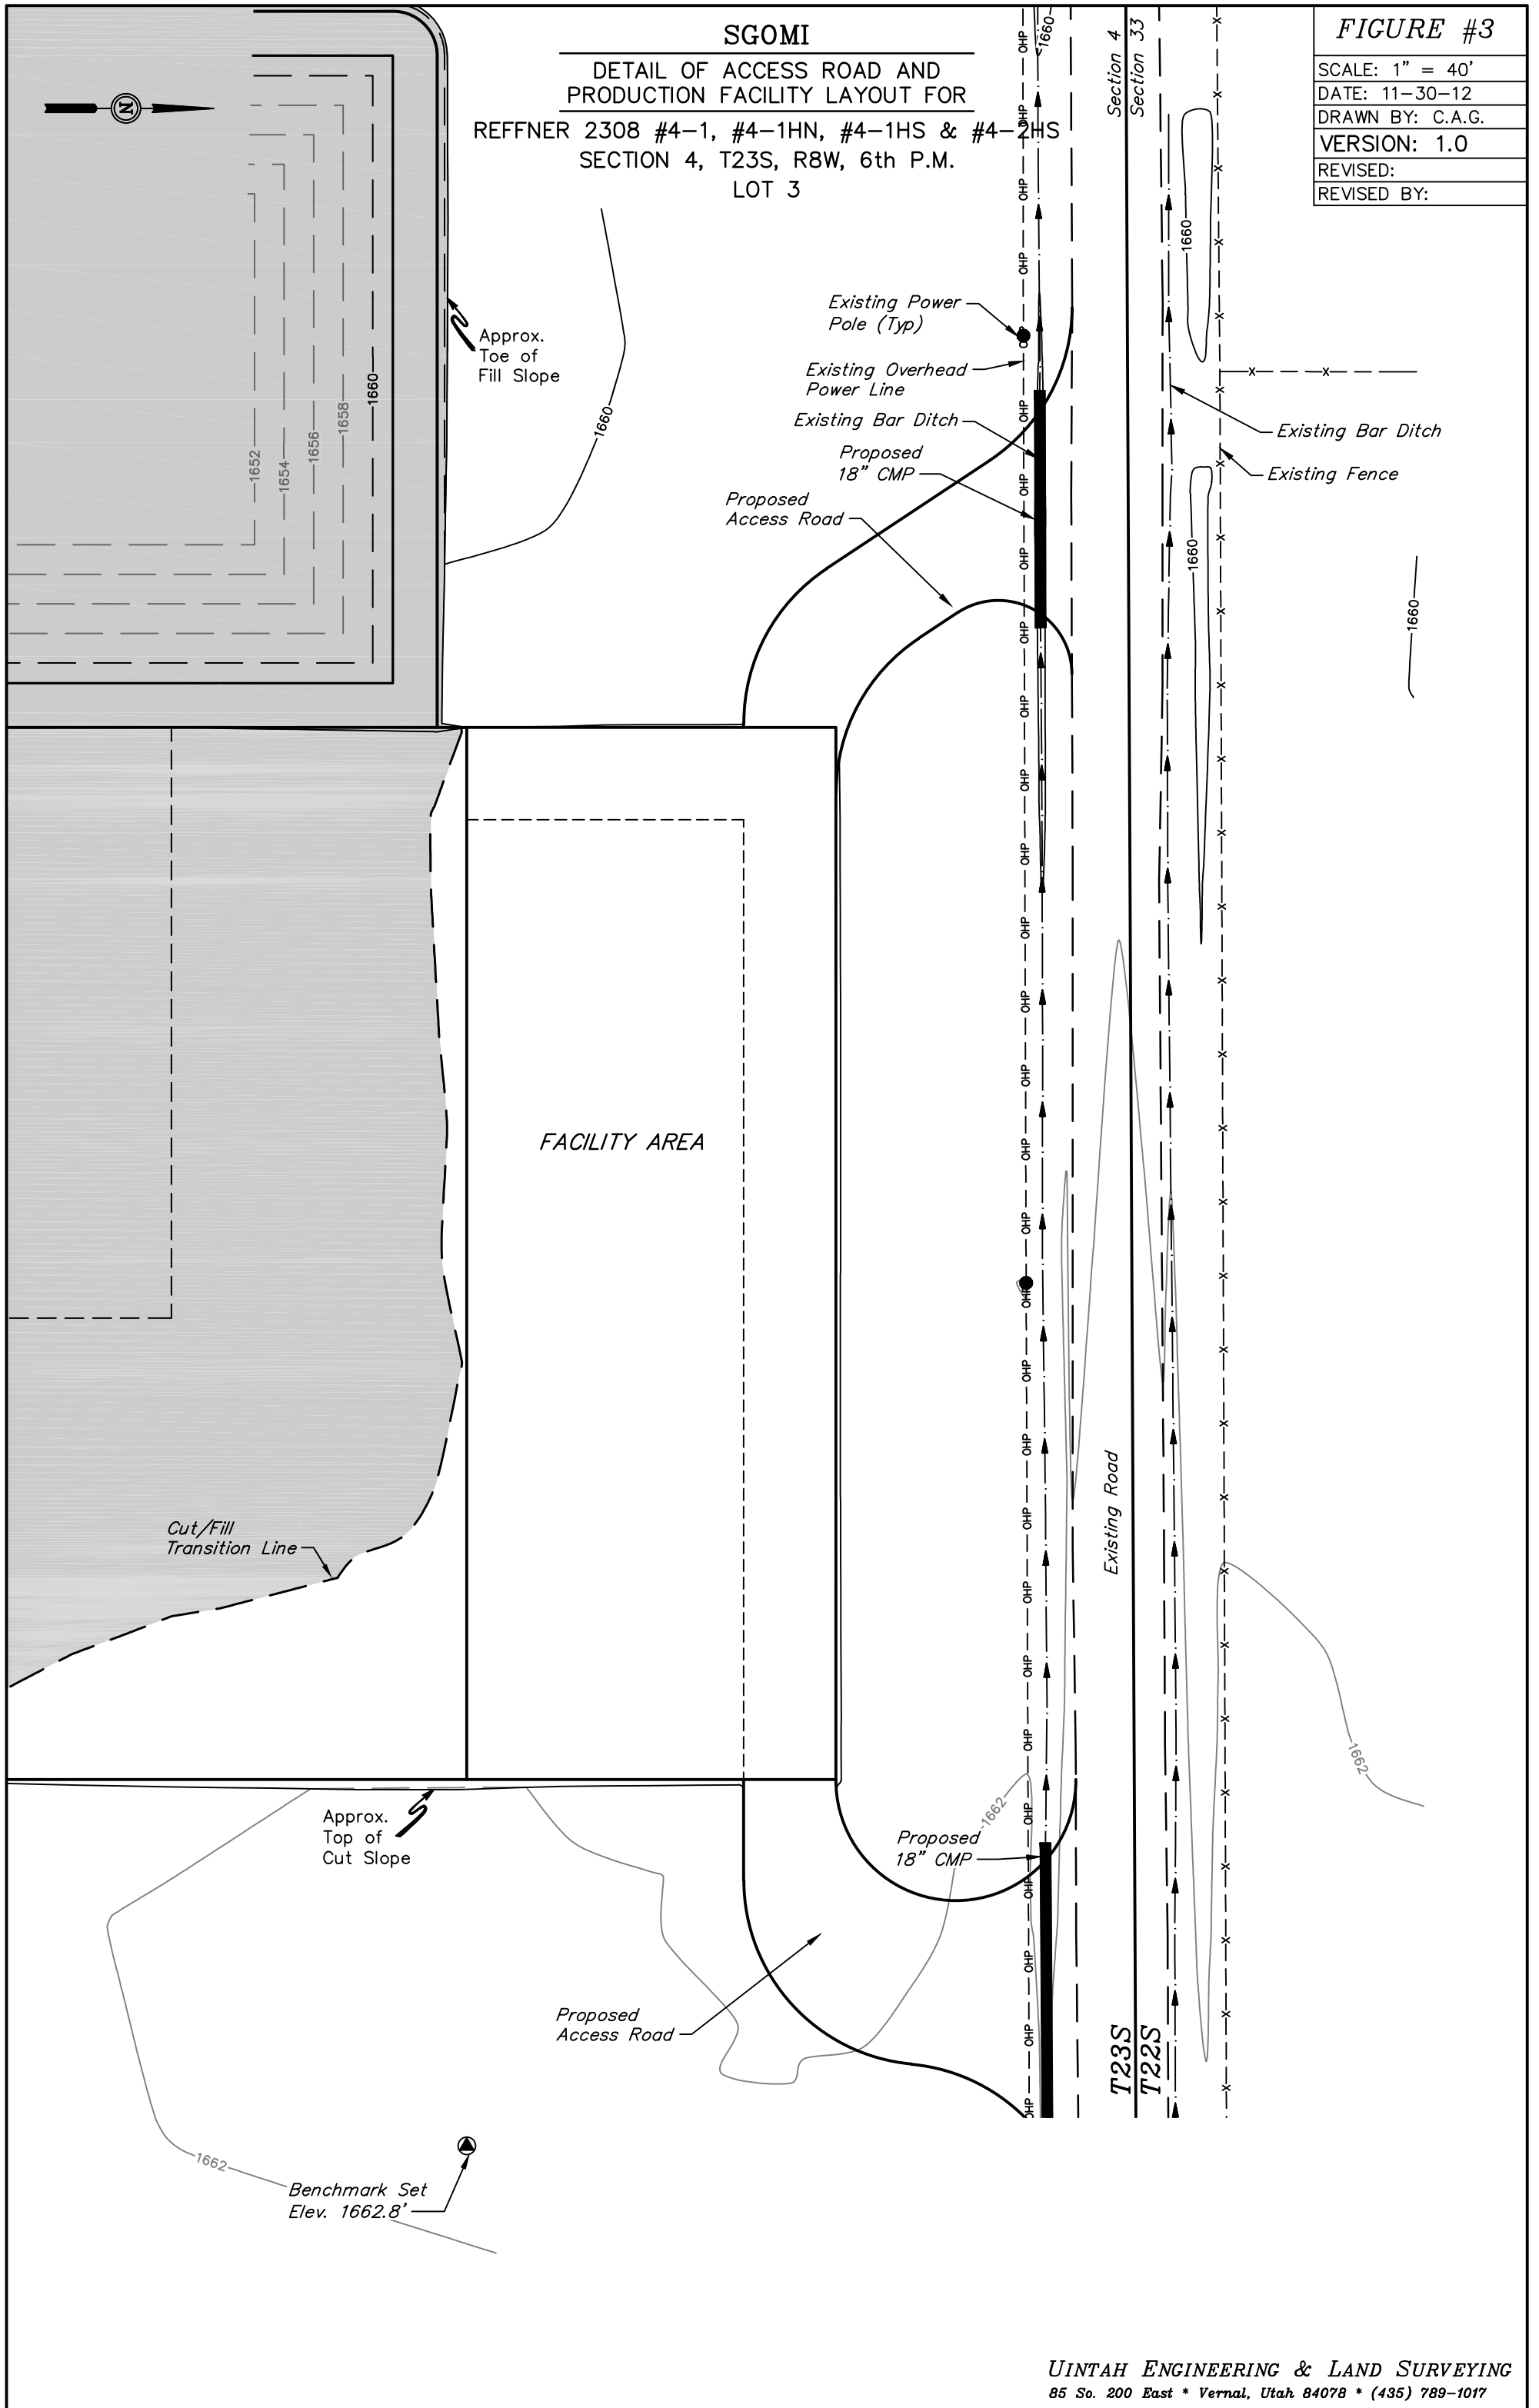 SGOMI
DETAIL OF ACCESS ROAD AND
PRODUCTION FACILITY LAYOUT FOR
REFFNER 2308 #4-1, #4-1HN, #4-1HS & #4-2HS
SECTION 4, T23S, R8W, 6th P.M.
LOT 3
FIGURE #3
SCALE: 1" = 40'
DATE: 11-30-12
DRAWN BY: C.A.G.
VERSION: 1.0
REVISED:
REVISED BY:
N
Section 4
Section 33
1660
1660
Existing Power
Pole (Typ)
Approx.
Toe of
Fill Slope
Existing Overhead
Power Line
1660
1658
1656
1654
1652
1660
Existing Bar Ditch
Existing Bar Ditch
Proposed
18" CMP
Existing Fence
Proposed
Access Road
1660
1660
FACILITY AREA
OHP
Existing Road
Cut/Fill
Transition Line
1662
1662
Approx.
Top of
Cut Slope
Proposed
18" CMP
Proposed
Access Road
T23S
T22S
1662
Benchmark Set
Elev. 1662.8'
UINTAH ENGINEERING & LAND SURVEYING
85 So. 200 East * Vernal, Utah 84078 * (435) 789-1017